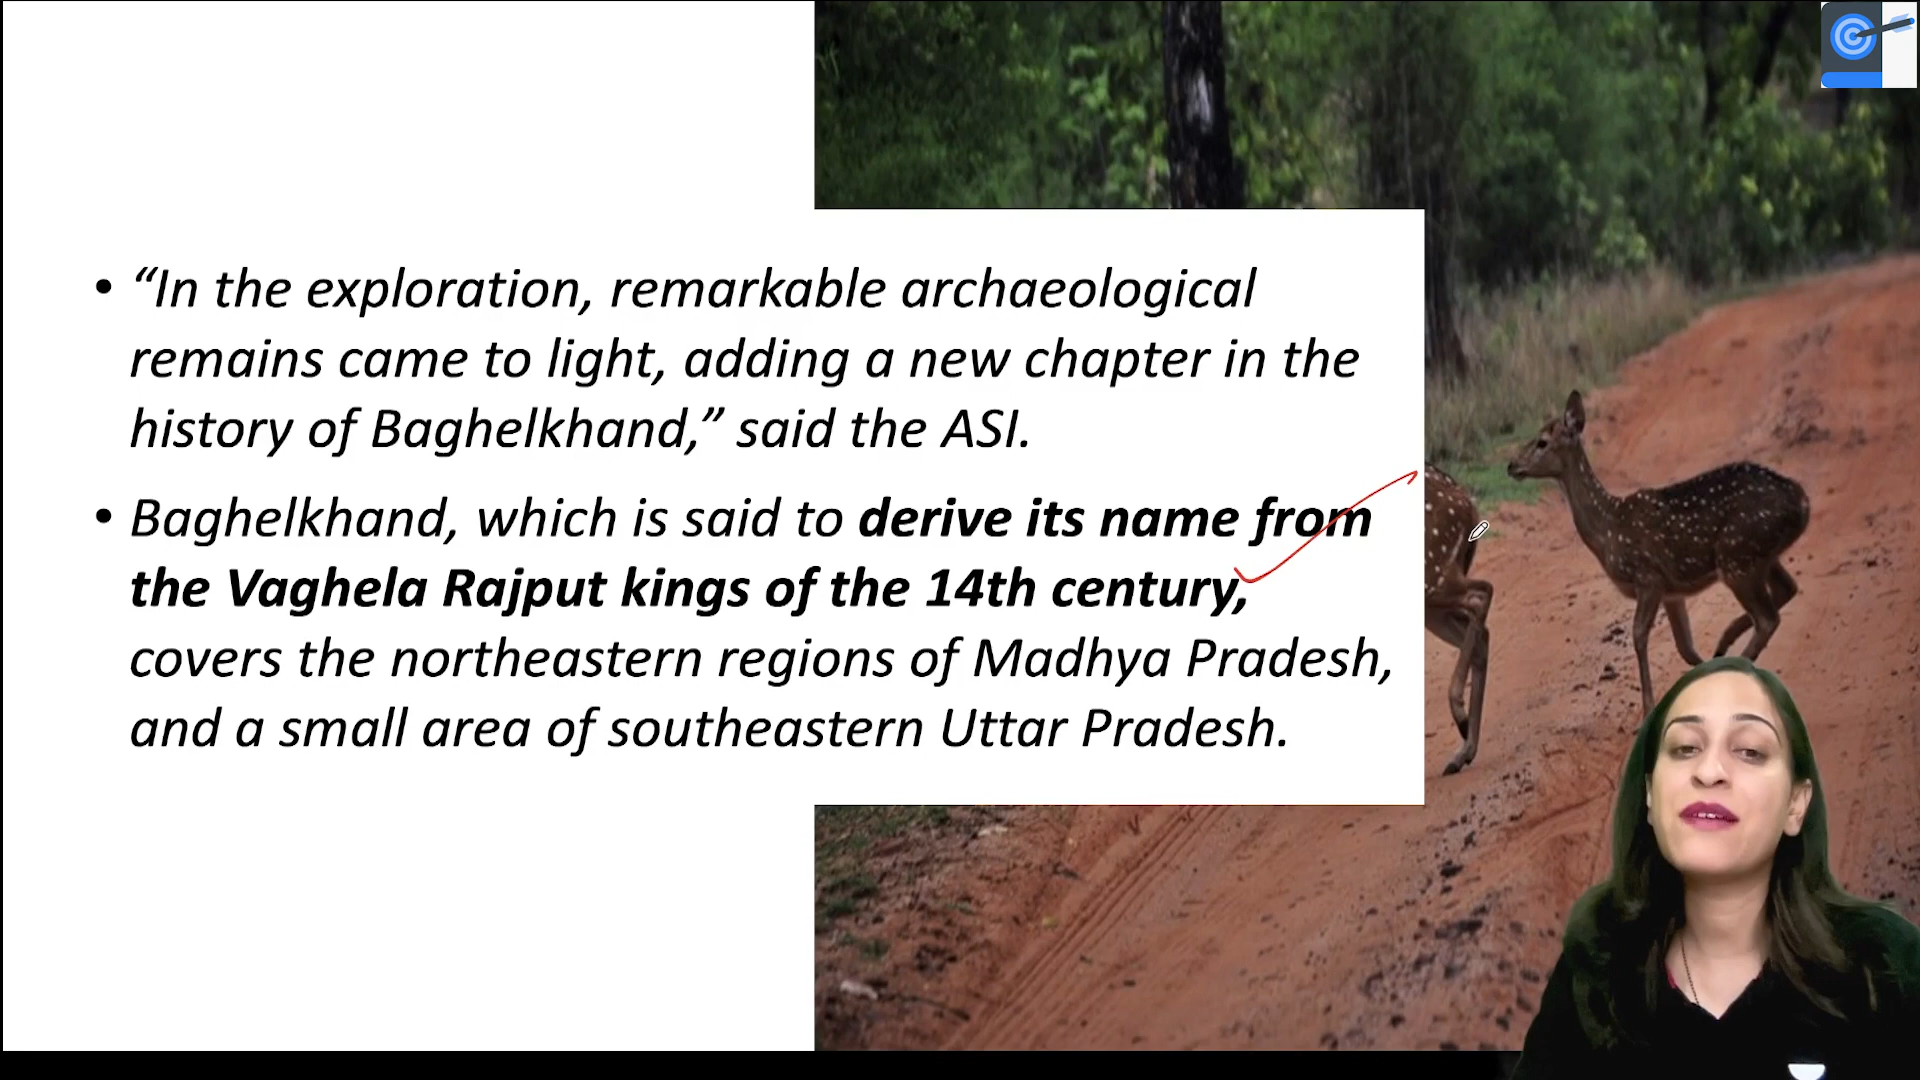 • “In the exploration, remarkable archaeological
remains came to light, adding a new chapter in the
history of Baghelkhand,” said the ASI.
• Baghelkhand, which is said to derive its name from
the Vaghela Rajput kings of the 14th century,
covers the northeastern regions of Madhya Pradesh,
and a small area of southeastern Uttar Pradesh.